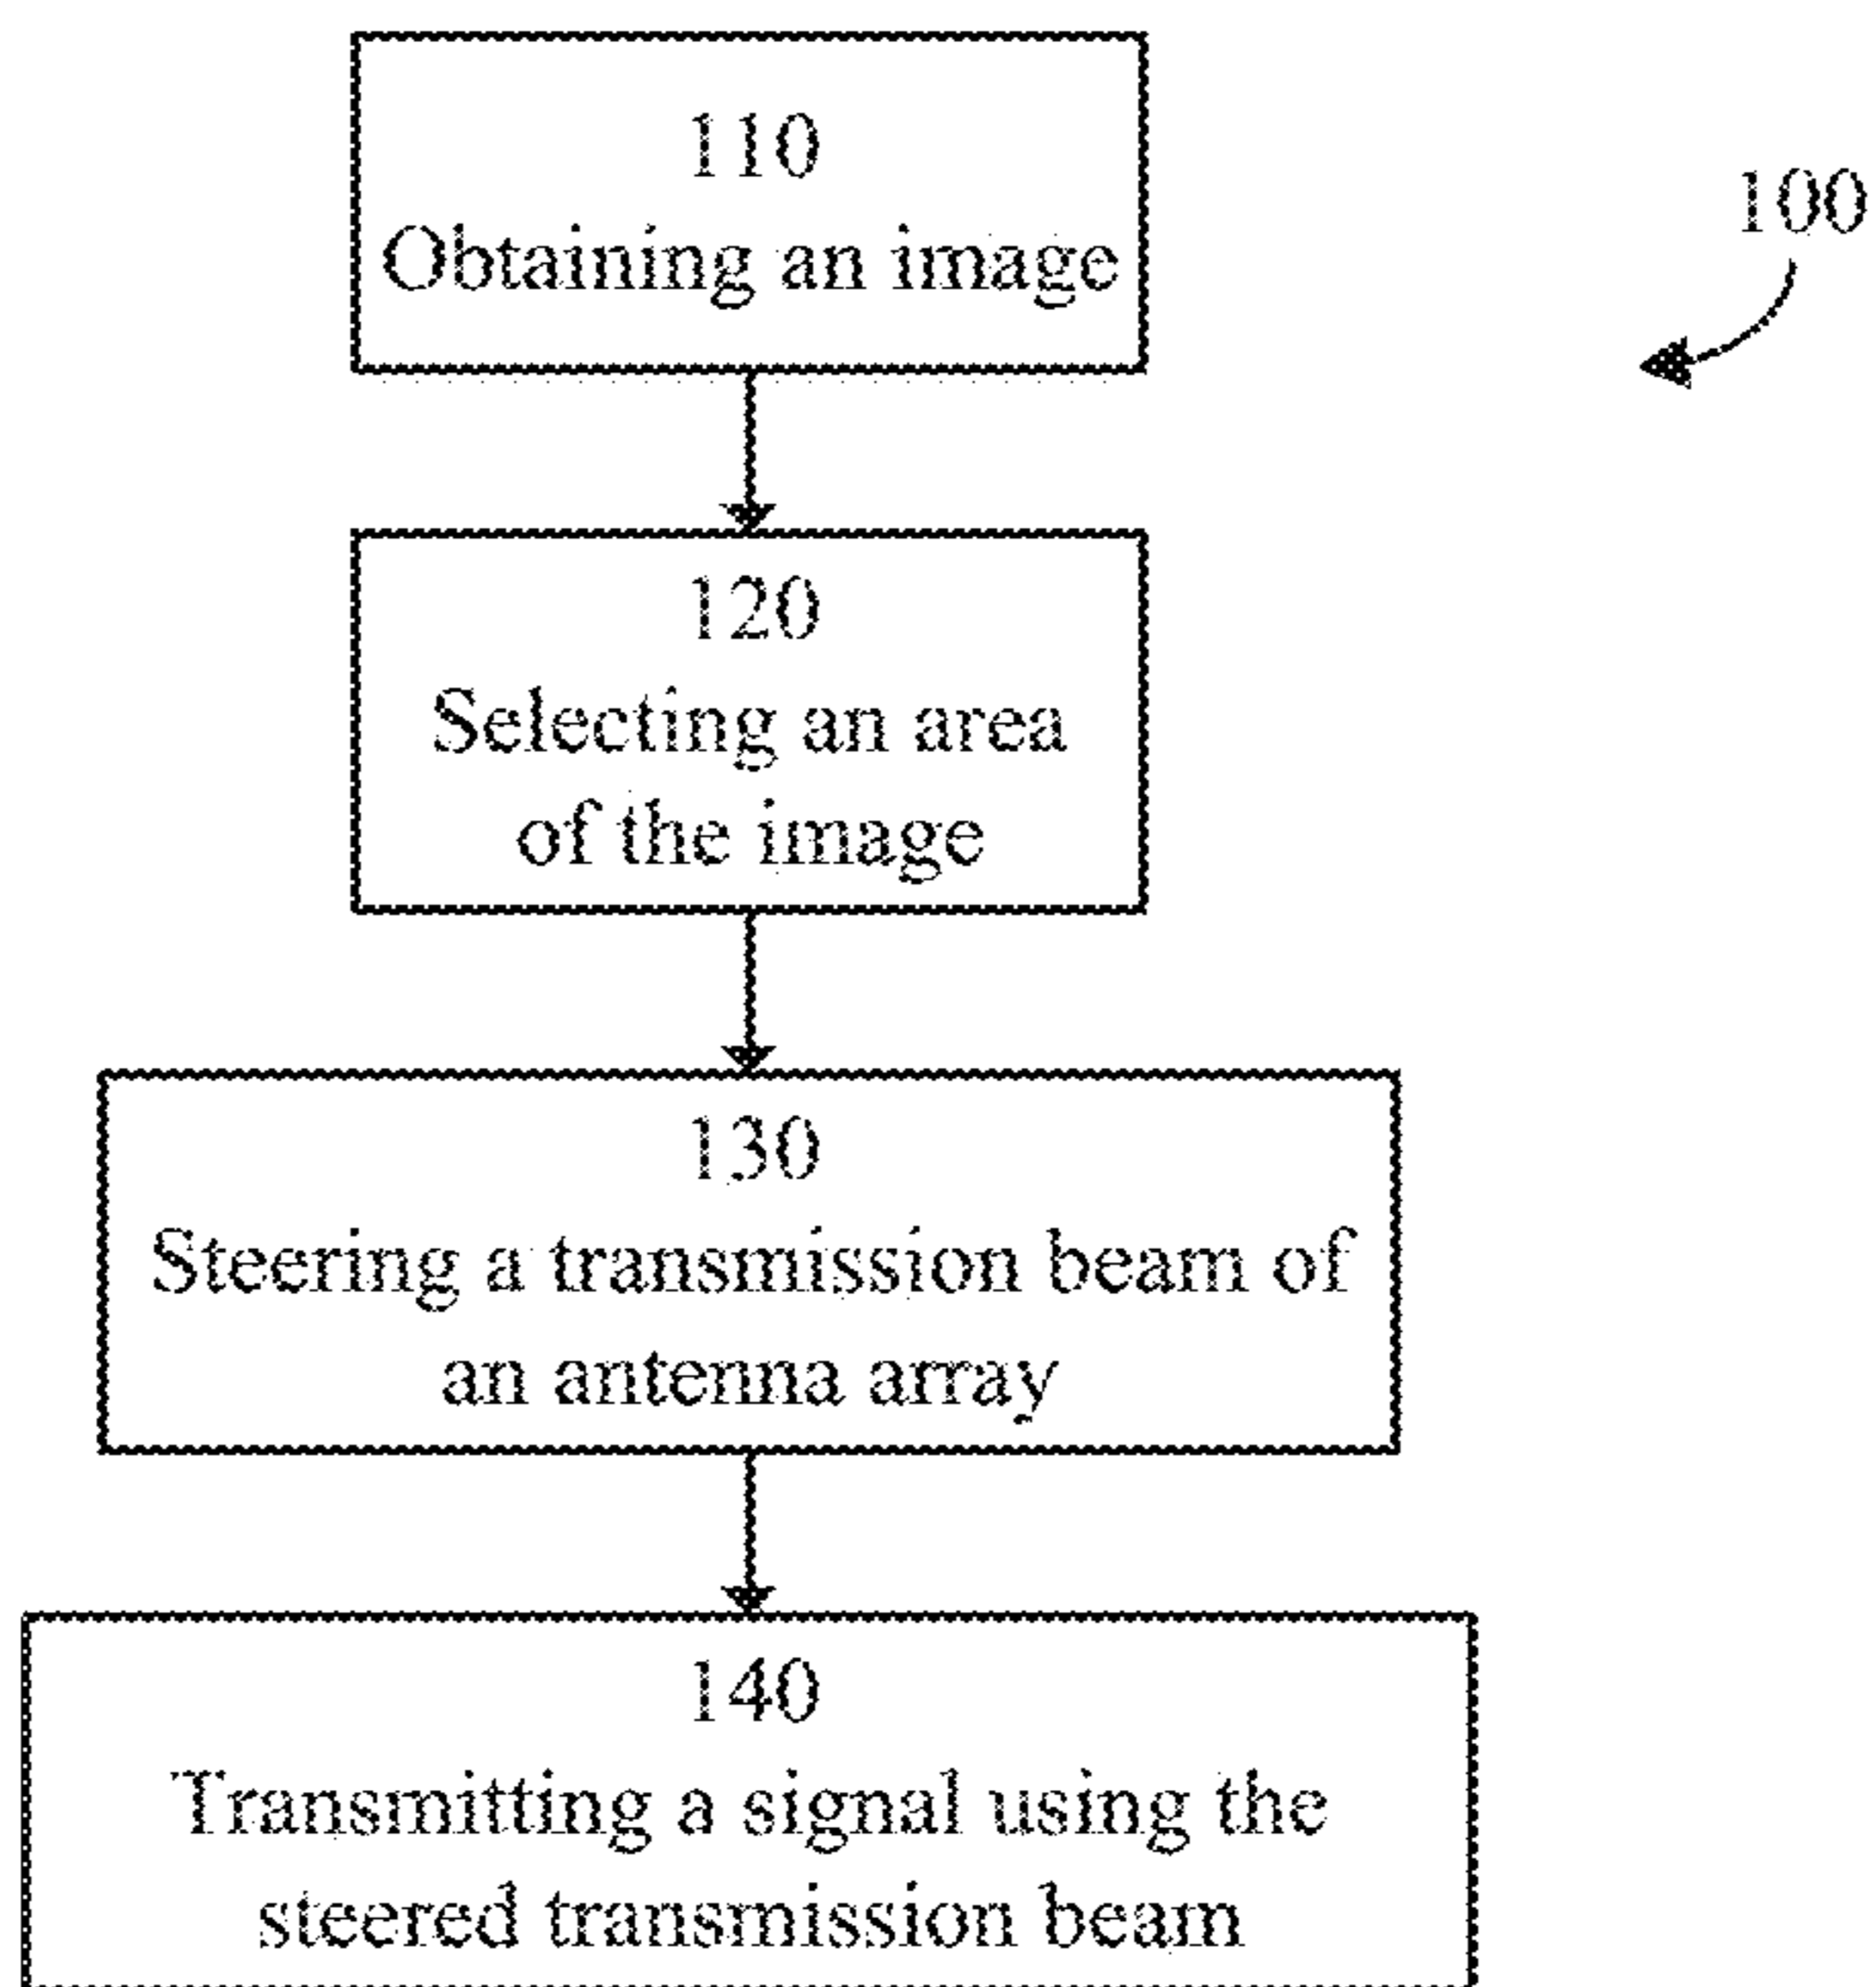 110
Obtaining an image
100
120
Selecting an area
of the image
130
Steering a transmission beam of
an antenna array
140
Transmitting a signal using the
steered transmission beam